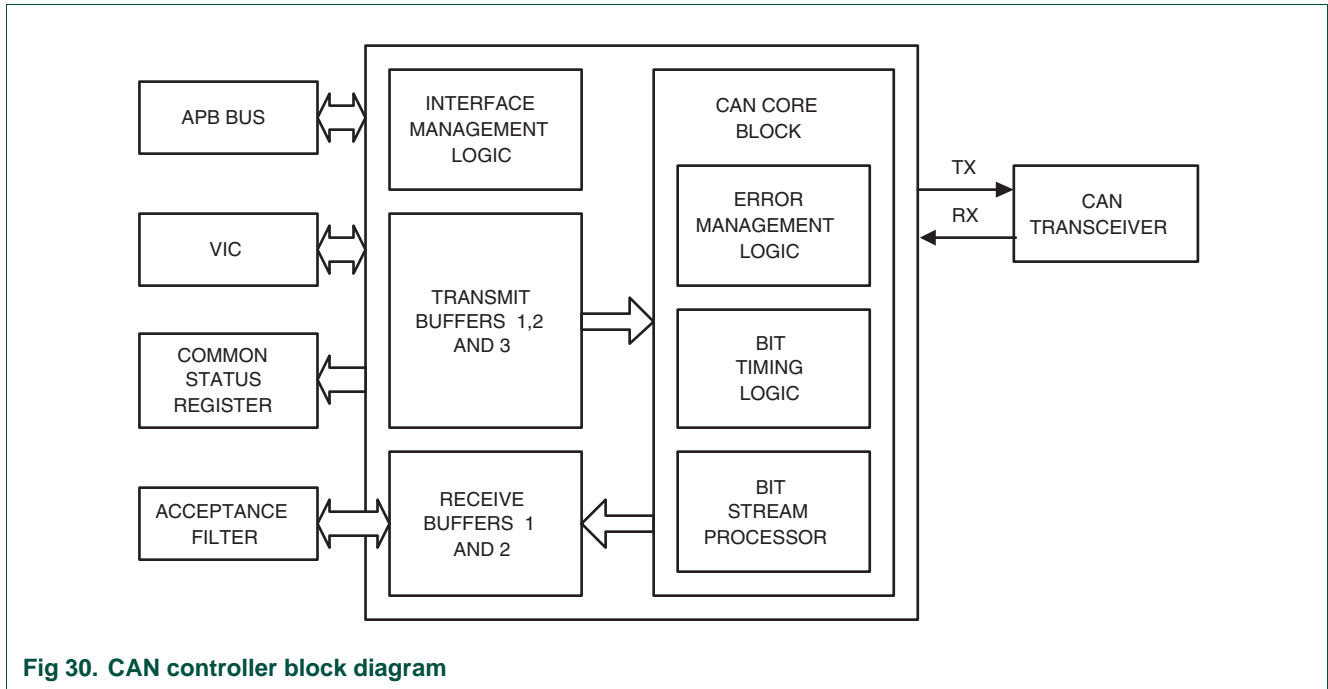 APB BUS
VIC
COMMON
STATUS
REGISTER
ACCEPTANCE
FILTER
INTERFACE
MANAGEMENT
LOGIC
TRANSMIT
BUFFERS 1,2
AND 3
RECEIVE
BUFFERS 1
AND 2
CAN CORE
BLOCK
ERROR
MANAGEMENT
LOGIC
BIT
TIMING
LOGIC
BIT
STREAM
PROCESSOR
TX
RX
CAN
TRANSCEIVER
Fig 30. CAN controller block diagram